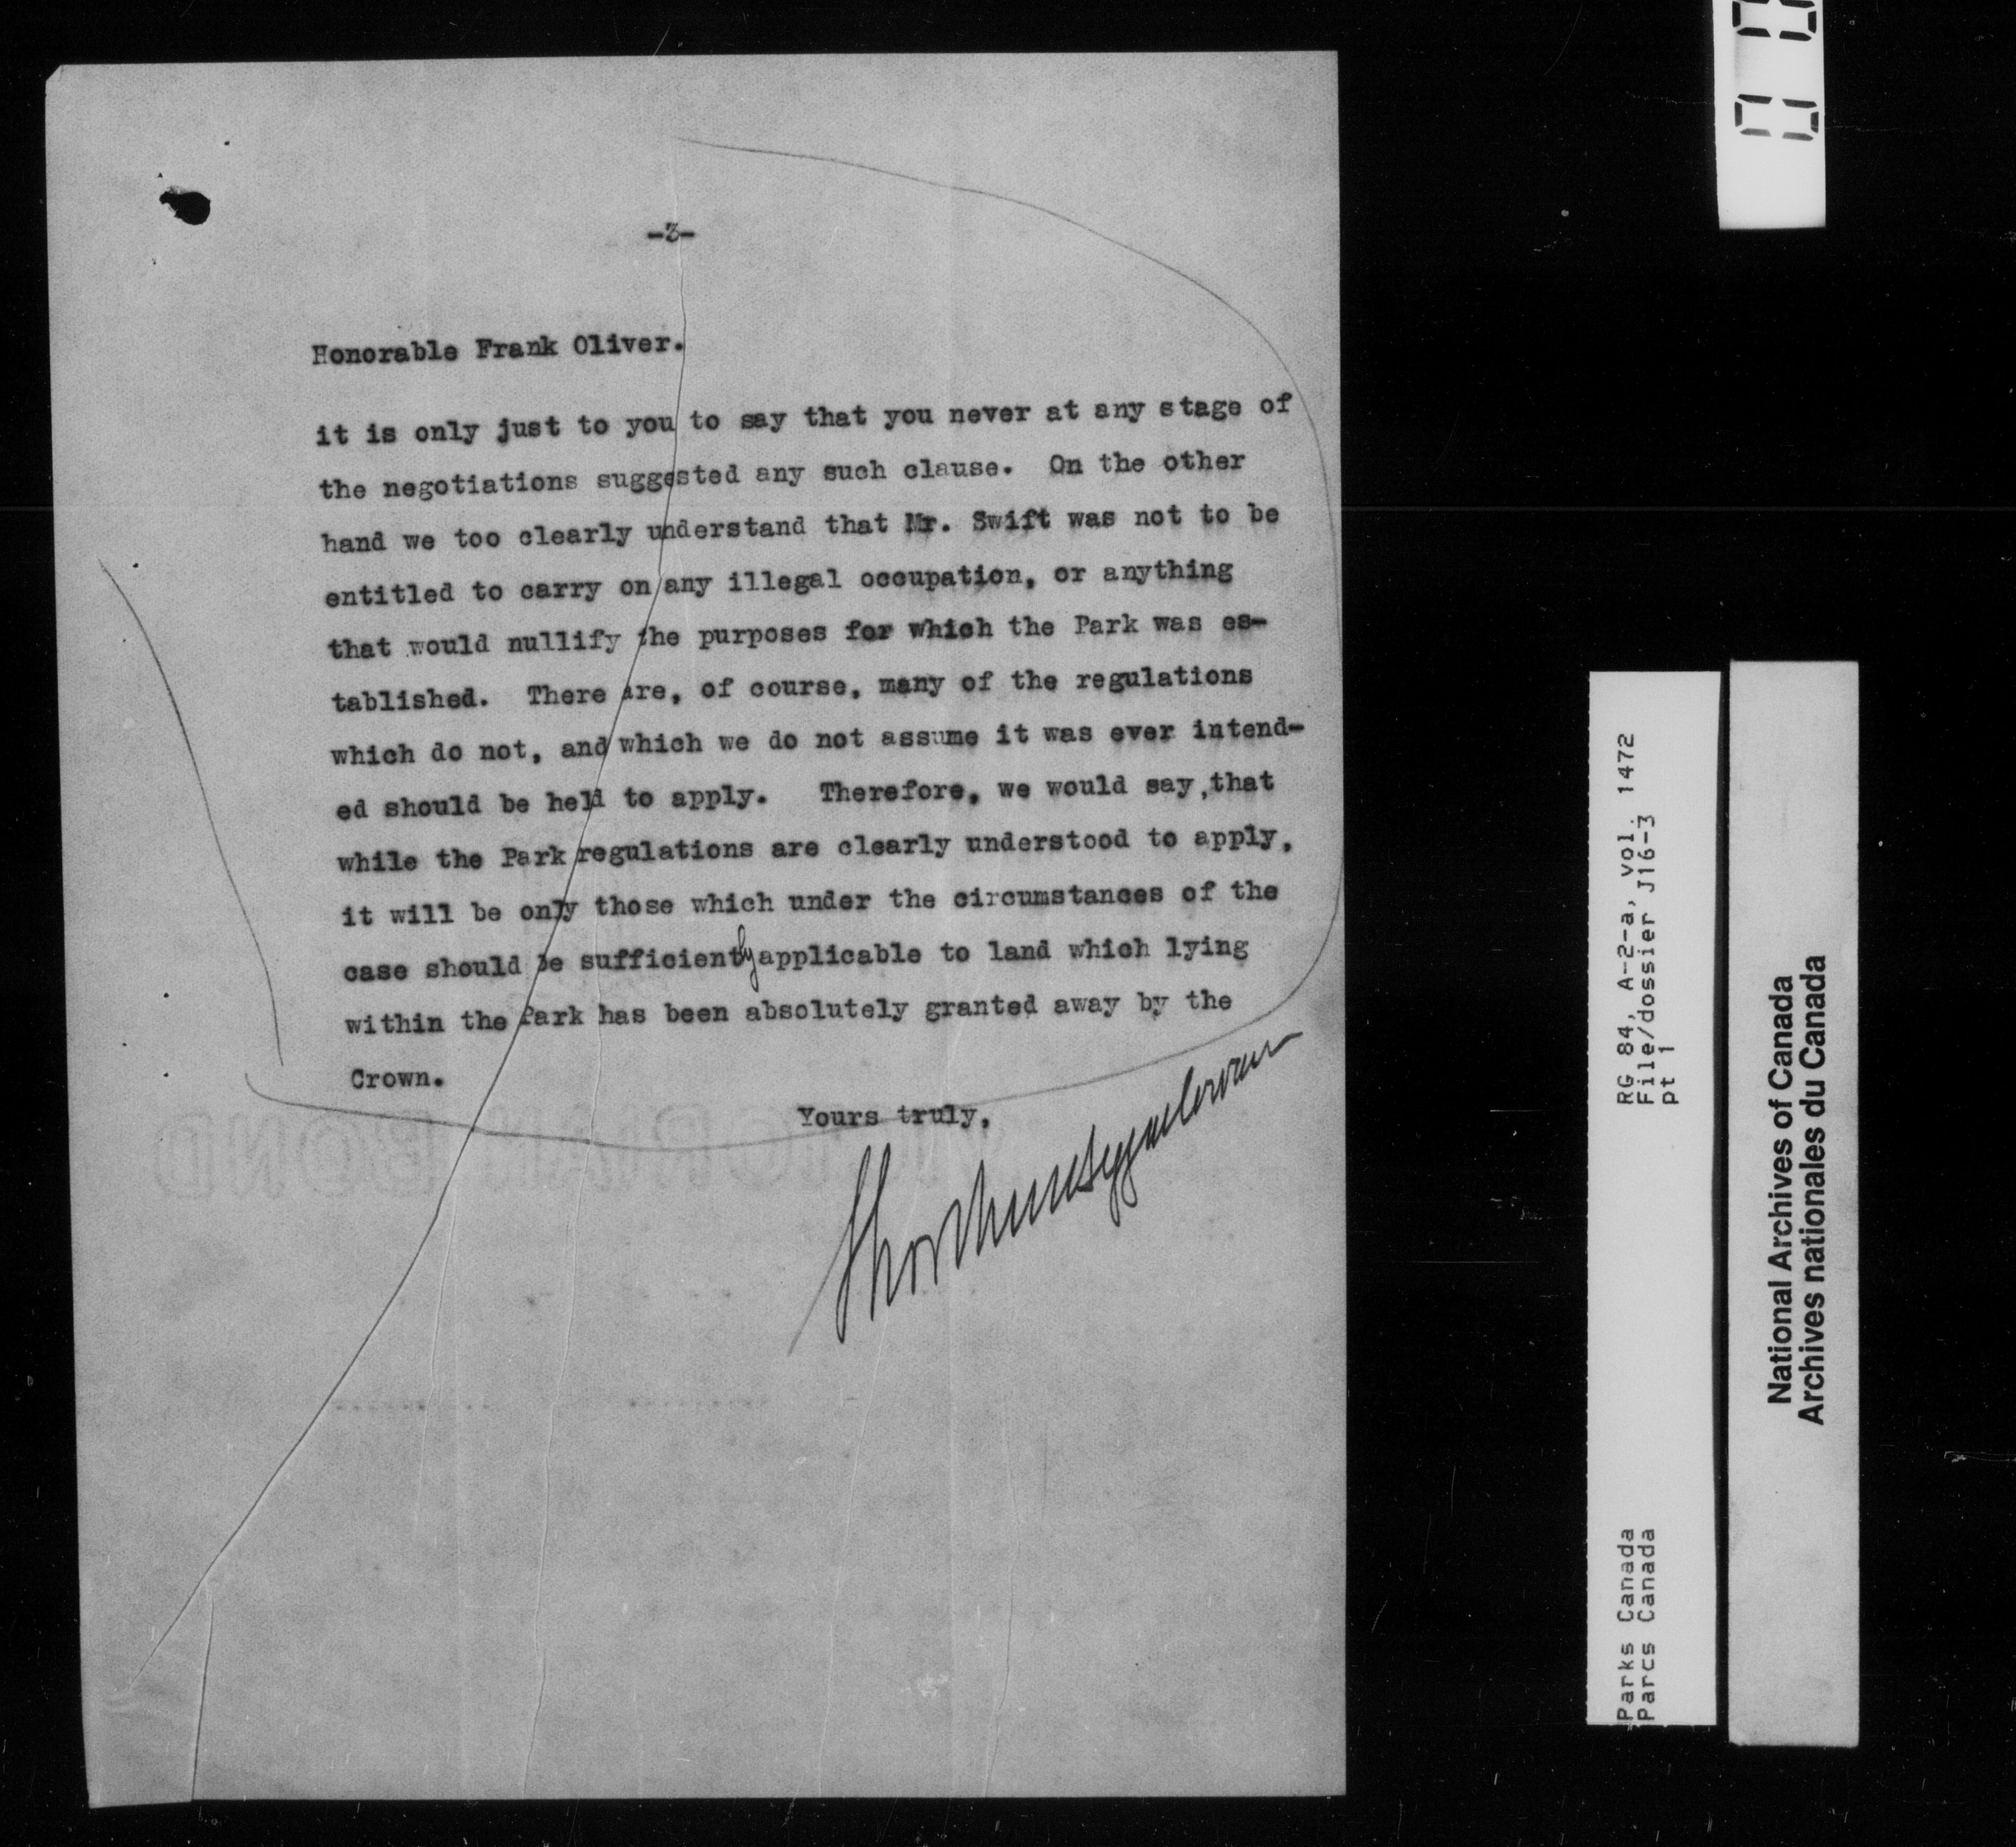 -3-
Honorable Frank Oliver.
it is only just to you to say that you never at any stage of
the negotiations suggested any such clause. On the other
hand we too clearly understand that Mr. Swift was not to be
entitled to carry on any illegal occupation, or anything
that would nullify the purposes for which the Park was es-
tablished. There are, of course, many of the regulations
which do not, and which we do not assume it was ever intend-
ed should be held to apply. Therefore, we would say, that
while the Park regulations are clearly understood to apply,
it will be only those which under the circumstances of the
case should be sufficiently applicable to land which lying
within the Park has been absolutely granted away by the
Crown.
Yours truly,
RG 84, A-2-a, vol. 1472
File/dossier J16-3
pt 1
Parks Canada
Parcs Canada
National Archives of Canada
Archives nationales du Canada